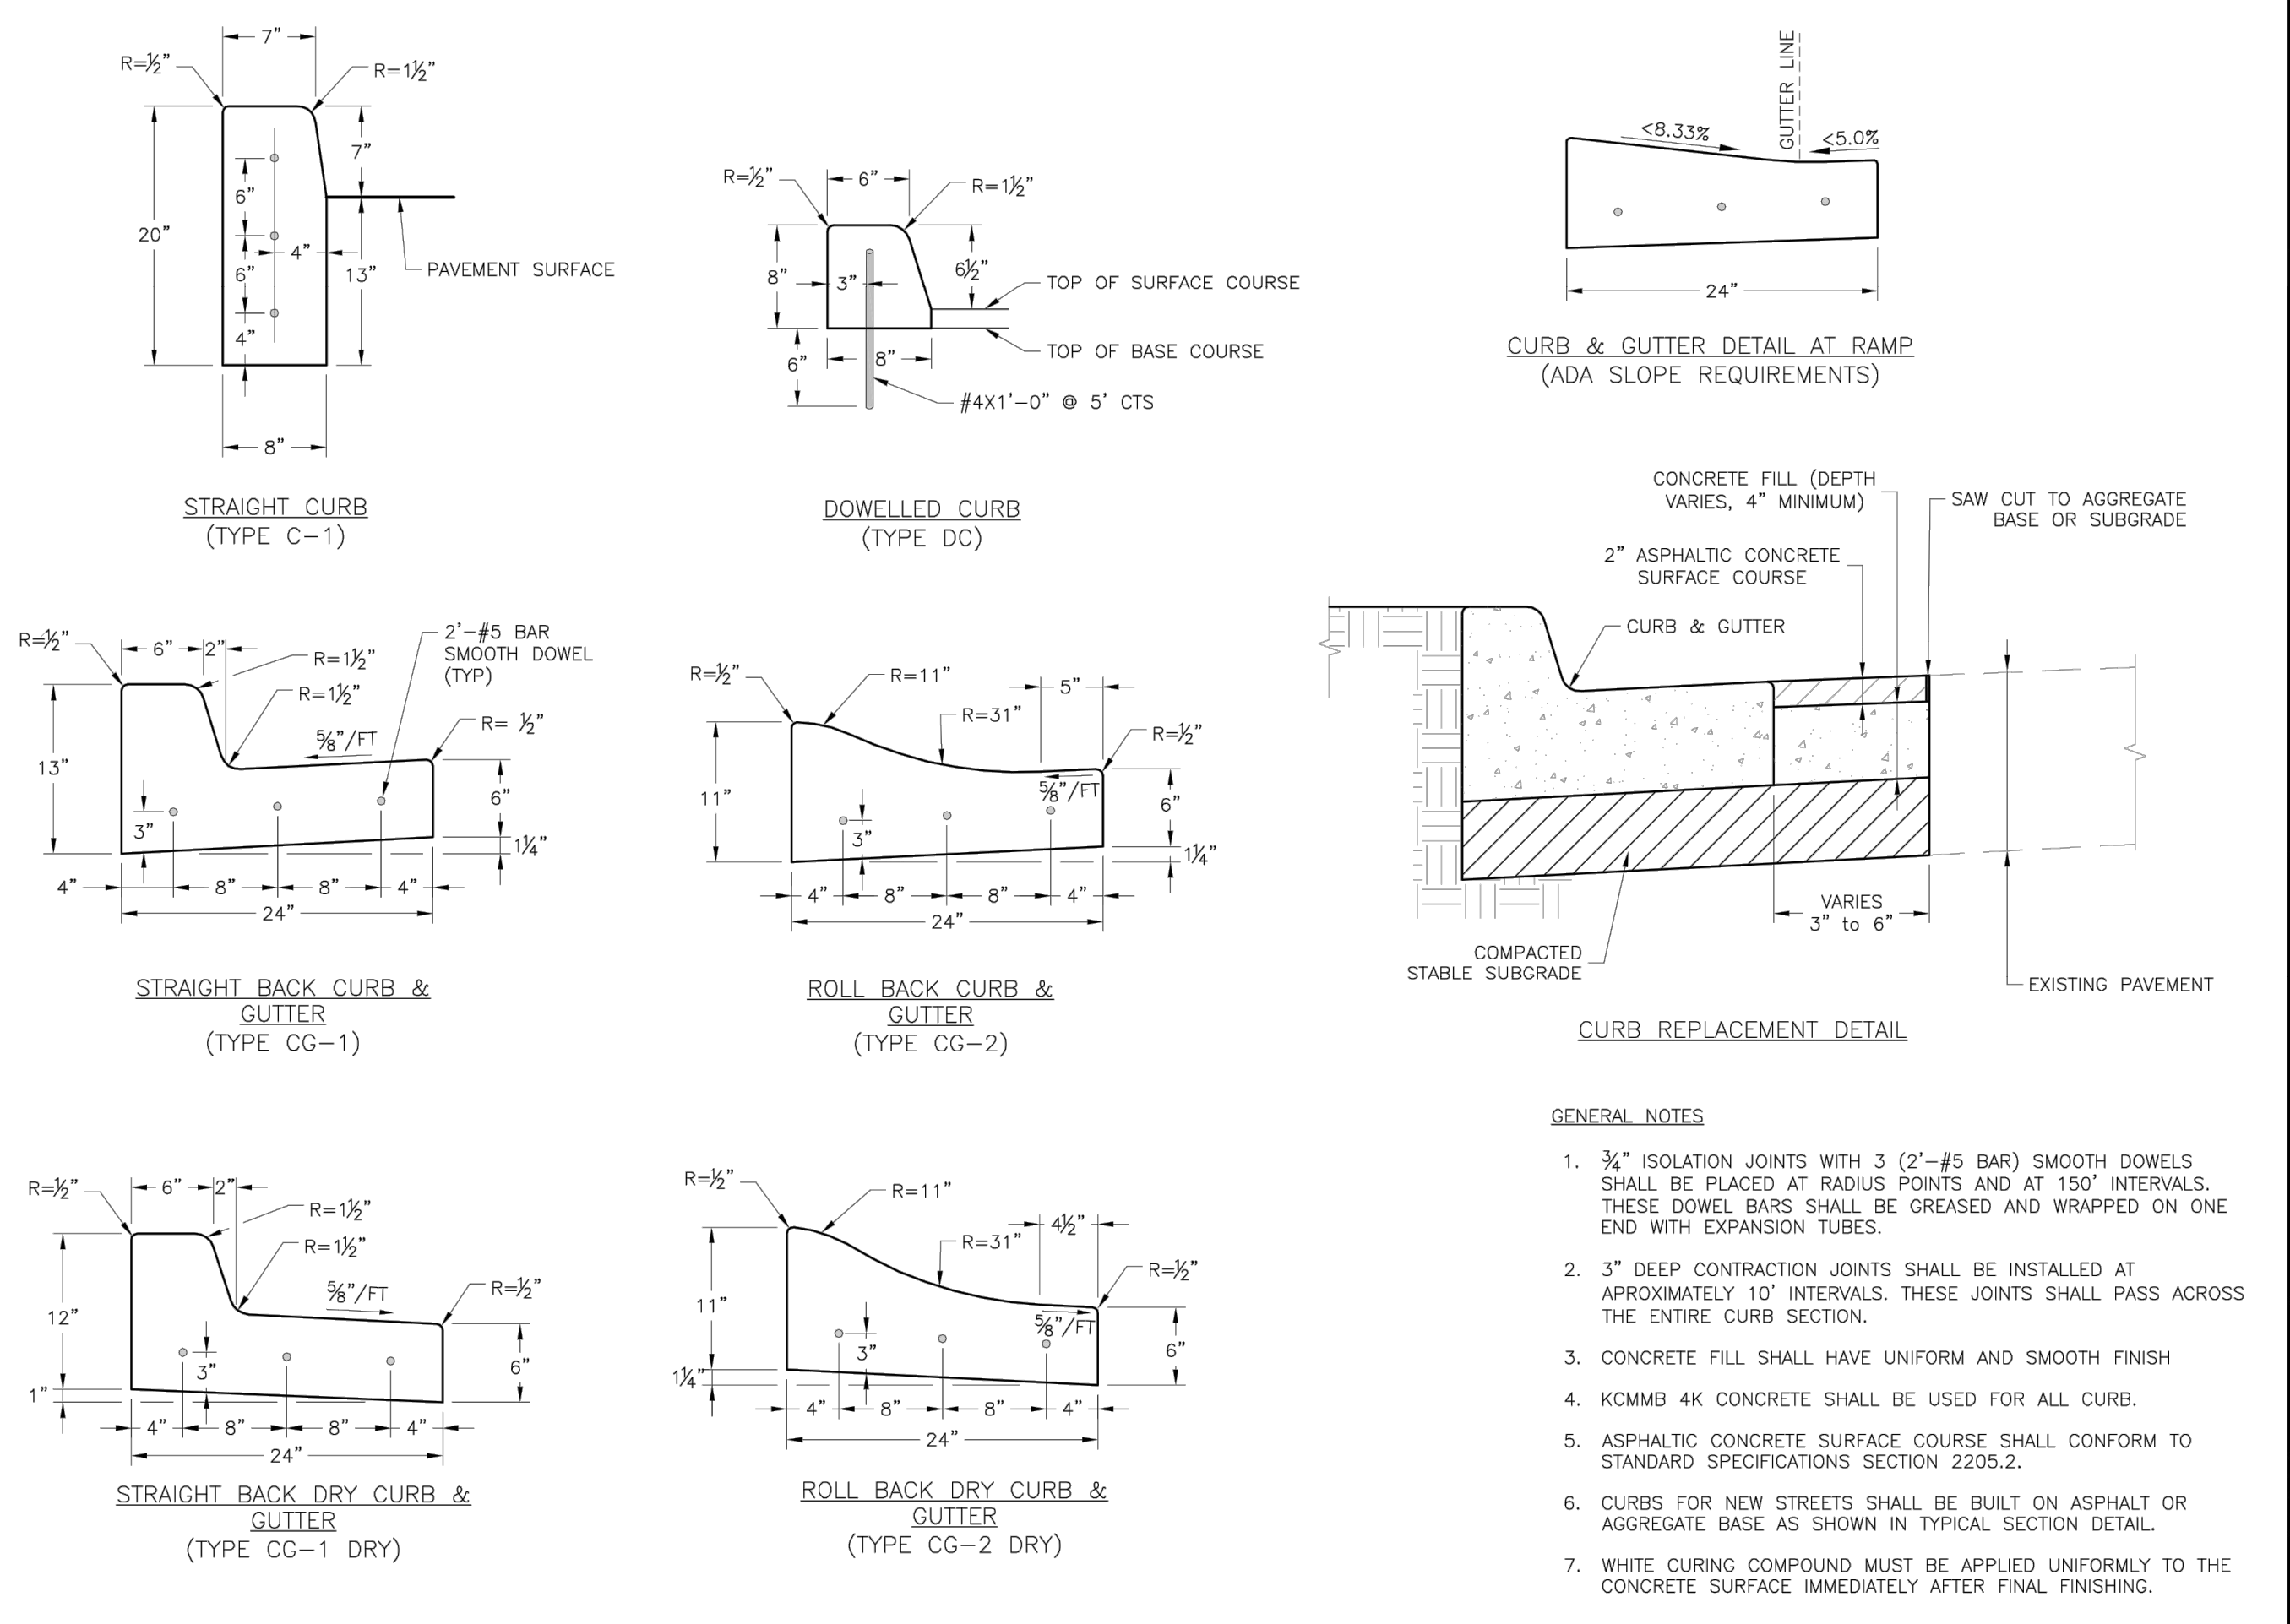 7”
R=½”
R=1½”
7”
6”
20”
4”
6”
13”
PAVEMENT SURFACE
4”
8”
STRAIGHT CURB
(TYPE C-1)
R=½”
6”
R=1½”
8”
3”
6½”
TOP OF SURFACE COURSE
6”
8”
TOP OF BASE COURSE
#4X1'-0” @ 5' CTS
DOWELLED CURB
(TYPE DC)
GUTTER LINE
<8.33%
<5.0%
24”
CURB & GUTTER DETAIL AT RAMP
(ADA SLOPE REQUIREMENTS)
R=½”
6”
2”
R=1½”
R=1½”
2'-#5 BAR
SMOOTH DOWEL
(TYP)
R= ½”
⅝”/FT
13”
3”
6”
1¼”
4”
8”
8”
4”
24”
STRAIGHT BACK CURB &
GUTTER
(TYPE CG-1)
R=½”
R=11”
R=31”
5”
R=½”
⅝”/FT
11”
3”
6”
1¼”
4”
8”
8”
4”
24”
ROLL BACK CURB &
GUTTER
(TYPE CG-2)
CONCRETE FILL (DEPTH
VARIES, 4” MINIMUM)
SAW CUT TO AGGREGATE
BASE OR SUBGRADE
2” ASPHALTIC CONCRETE
SURFACE COURSE
CURB & GUTTER
VARIES
3” to 6”
COMPACTED
STABLE SUBGRADE
EXISTING PAVEMENT
CURB REPLACEMENT DETAIL
R=½”
6”
2”
R=1½”
R=1½”
⅝”/FT
R=½”
12”
3”
6”
1”
4”
8”
8”
4”
24”
STRAIGHT BACK DRY CURB &
GUTTER
(TYPE CG-1 DRY)
R=½”
R=11”
R=31”
4½”
R=½”
⅝”/FT
11”
3”
6”
1¼”
4”
8”
8”
4”
24”
ROLL BACK DRY CURB &
GUTTER
(TYPE CG-2 DRY)
GENERAL NOTES
1. ¾” ISOLATION JOINTS WITH 3 (2'-#5 BAR) SMOOTH DOWELS
SHALL BE PLACED AT RADIUS POINTS AND AT 150' INTERVALS.
THESE DOWEL BARS SHALL BE GREASED AND WRAPPED ON ONE
END WITH EXPANSION TUBES.
2. 3” DEEP CONTRACTION JOINTS SHALL BE INSTALLED AT
APROXIMATELY 10' INTERVALS. THESE JOINTS SHALL PASS ACROSS
THE ENTIRE CURB SECTION.
3. CONCRETE FILL SHALL HAVE UNIFORM AND SMOOTH FINISH
4. KCMMB 4K CONCRETE SHALL BE USED FOR ALL CURB.
5. ASPHALTIC CONCRETE SURFACE COURSE SHALL CONFORM TO
STANDARD SPECIFICATIONS SECTION 2205.2.
6. CURBS FOR NEW STREETS SHALL BE BUILT ON ASPHALT OR
AGGREGATE BASE AS SHOWN IN TYPICAL SECTION DETAIL.
7. WHITE CURING COMPOUND MUST BE APPLIED UNIFORMLY TO THE
CONCRETE SURFACE IMMEDIATELY AFTER FINAL FINISHING.